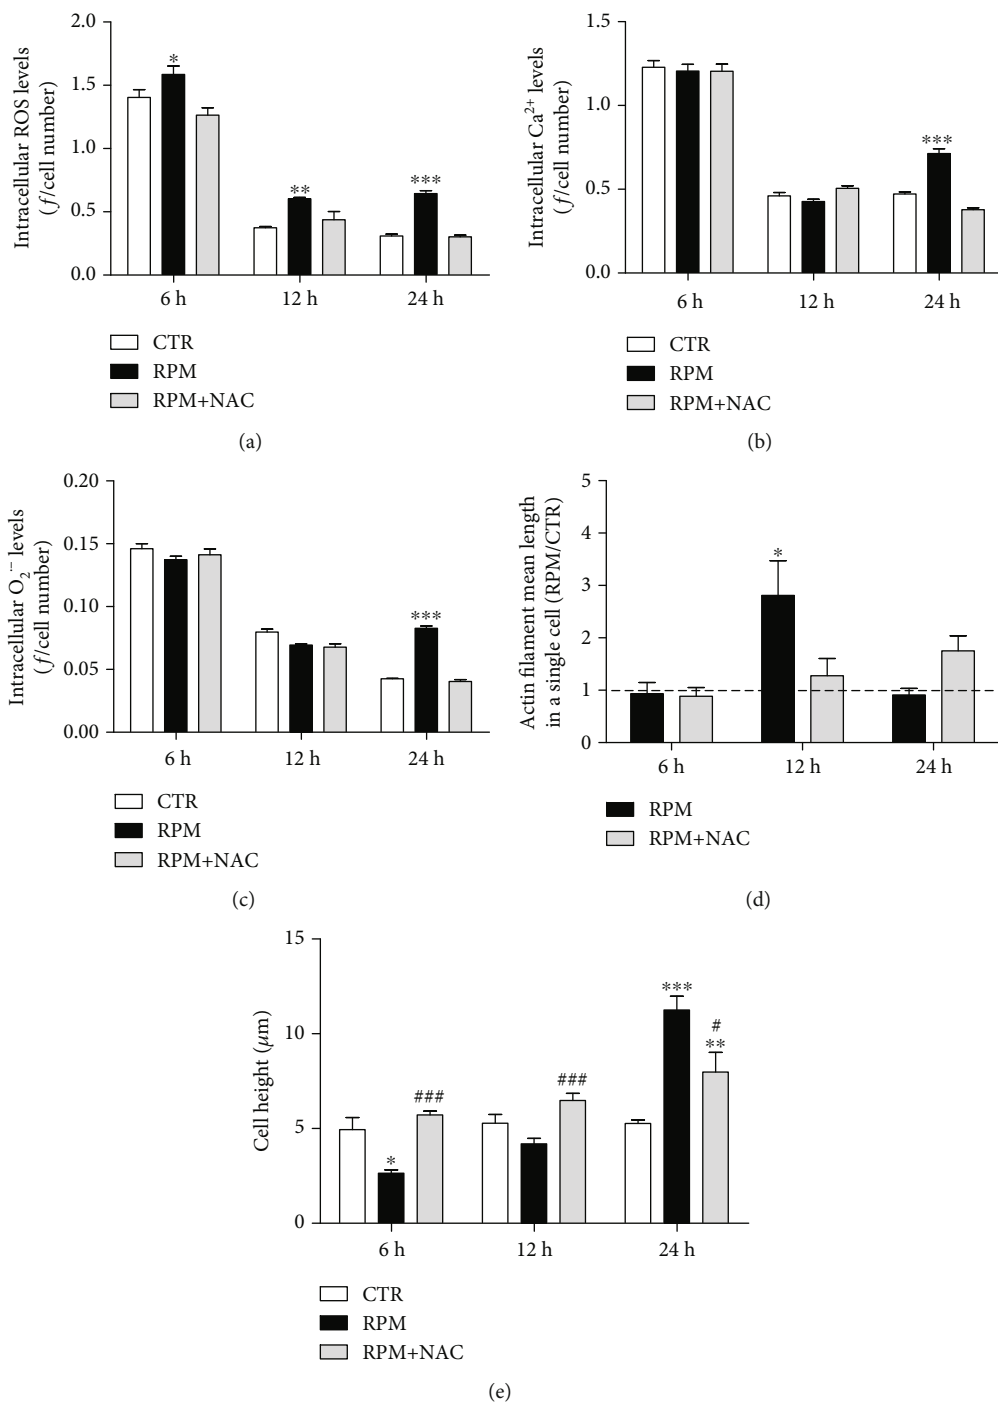 2.0
1.5
1.0
0.5
0.0
Intracellular ROS levels
(f/cell number)
*
**
***
6 h
12 h
24 h
CTR
RPM
RPM+NAC
(a)
1.5
1.0
0.5
0.0
Intracellular Ca²⁺ levels
(f/cell number)
***
6 h
12 h
24 h
CTR
RPM
RPM+NAC
(b)
0.20
0.15
0.10
0.05
0.00
Intracellular O₂˙⁻ levels
(f/cell number)
***
6 h
12 h
24 h
CTR
RPM
RPM+NAC
(c)
5
4
3
2
1
0
Actin filament mean length
in a single cell (RPM/CTR)
*
6 h
12 h
24 h
RPM
RPM+NAC
(d)
15
10
5
0
Cell height (μm)
*
###
###
***
#
**
6 h
12 h
24 h
CTR
RPM
RPM+NAC
(e)